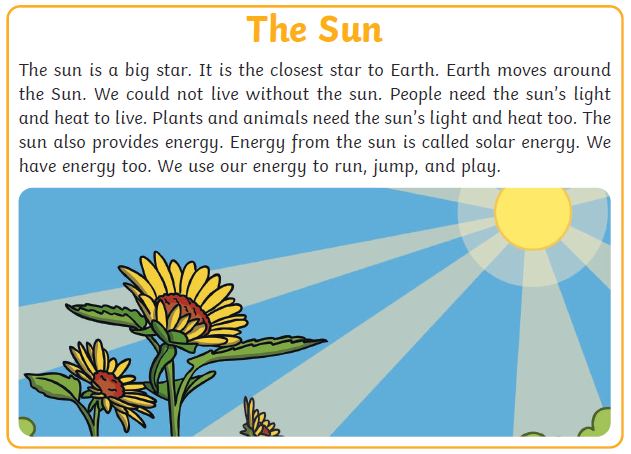 The Sun
The sun is a big star. It is the closest star to Earth. Earth moves around
the Sun. We could not live without the sun. People need the sun's light
and heat to live. Plants and animals need the sun's light and heat too. The
sun also provides energy. Energy from the sun is called solar energy. We
have energy too. We use our energy to run, jump, and play.